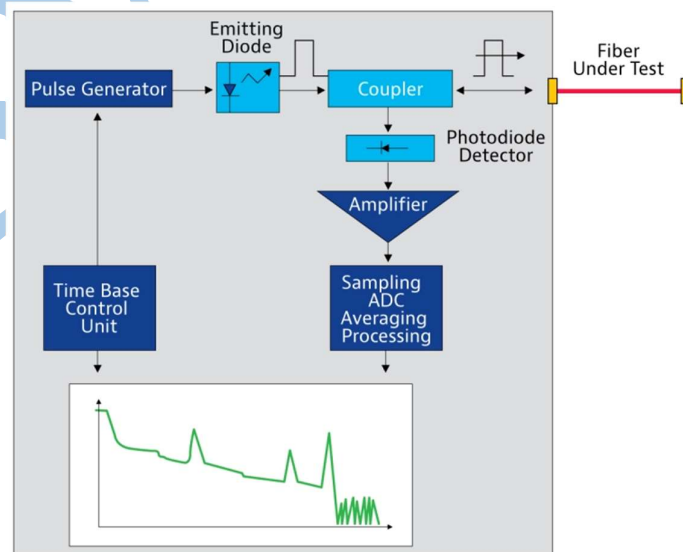 Emitting
Diode
Fiber
Under Test
Pulse Generator
Coupler
Photodiode
Detector
Amplifier
Time Base
Control
Unit
Sampling
ADC
Averaging
Processing